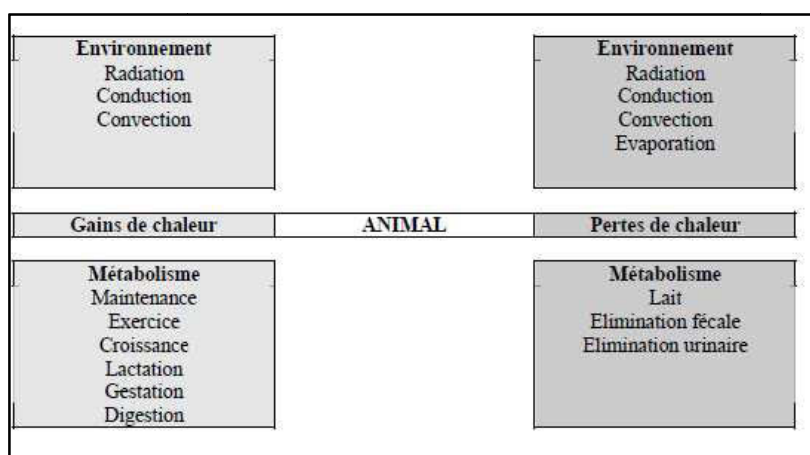 Environnement
Radiation
Conduction
Convection
Environnement
Radiation
Conduction
Convection
Evaporation
Gains de chaleur
ANIMAL
Pertes de chaleur
Métabolisme
Maintenance
Exercice
Croissance
Lactation
Gestation
Digestion
Métabolisme
Lait
Elimination fécale
Elimination urinaire